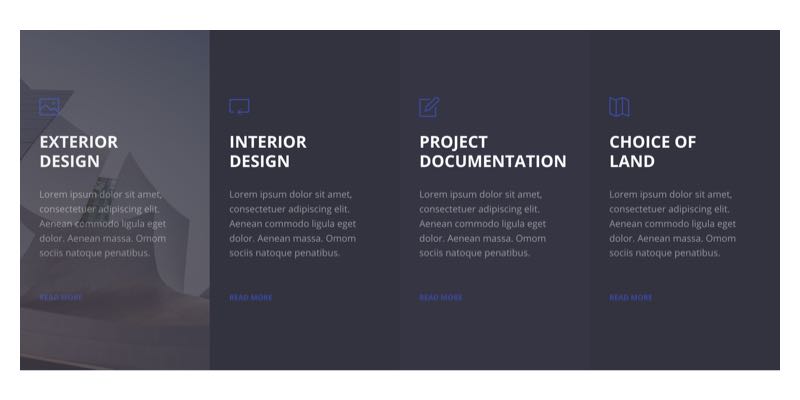 EXTERIOR
DESIGN
Lorem ipsum dolor sit amet,
consectetuer adipiscing elit.
Aenean commodo ligula eget
dolor. Aenean massa. Omom
sociis natoque penatibus.
READ MORE
INTERIOR
DESIGN
Lorem ipsum dolor sit amet,
consectetuer adipiscing elit.
Aenean commodo ligula eget
dolor. Aenean massa. Omom
sociis natoque penatibus.
READ MORE
PROJECT
DOCUMENTATION
Lorem ipsum dolor sit amet,
consectetuer adipiscing elit.
Aenean commodo ligula eget
dolor. Aenean massa. Omom
sociis natoque penatibus.
READ MORE
CHOICE OF
LAND
Lorem ipsum dolor sit amet,
consectetuer adipiscing elit.
Aenean commodo ligula eget
dolor. Aenean massa. Omom
sociis natoque penatibus.
READ MORE